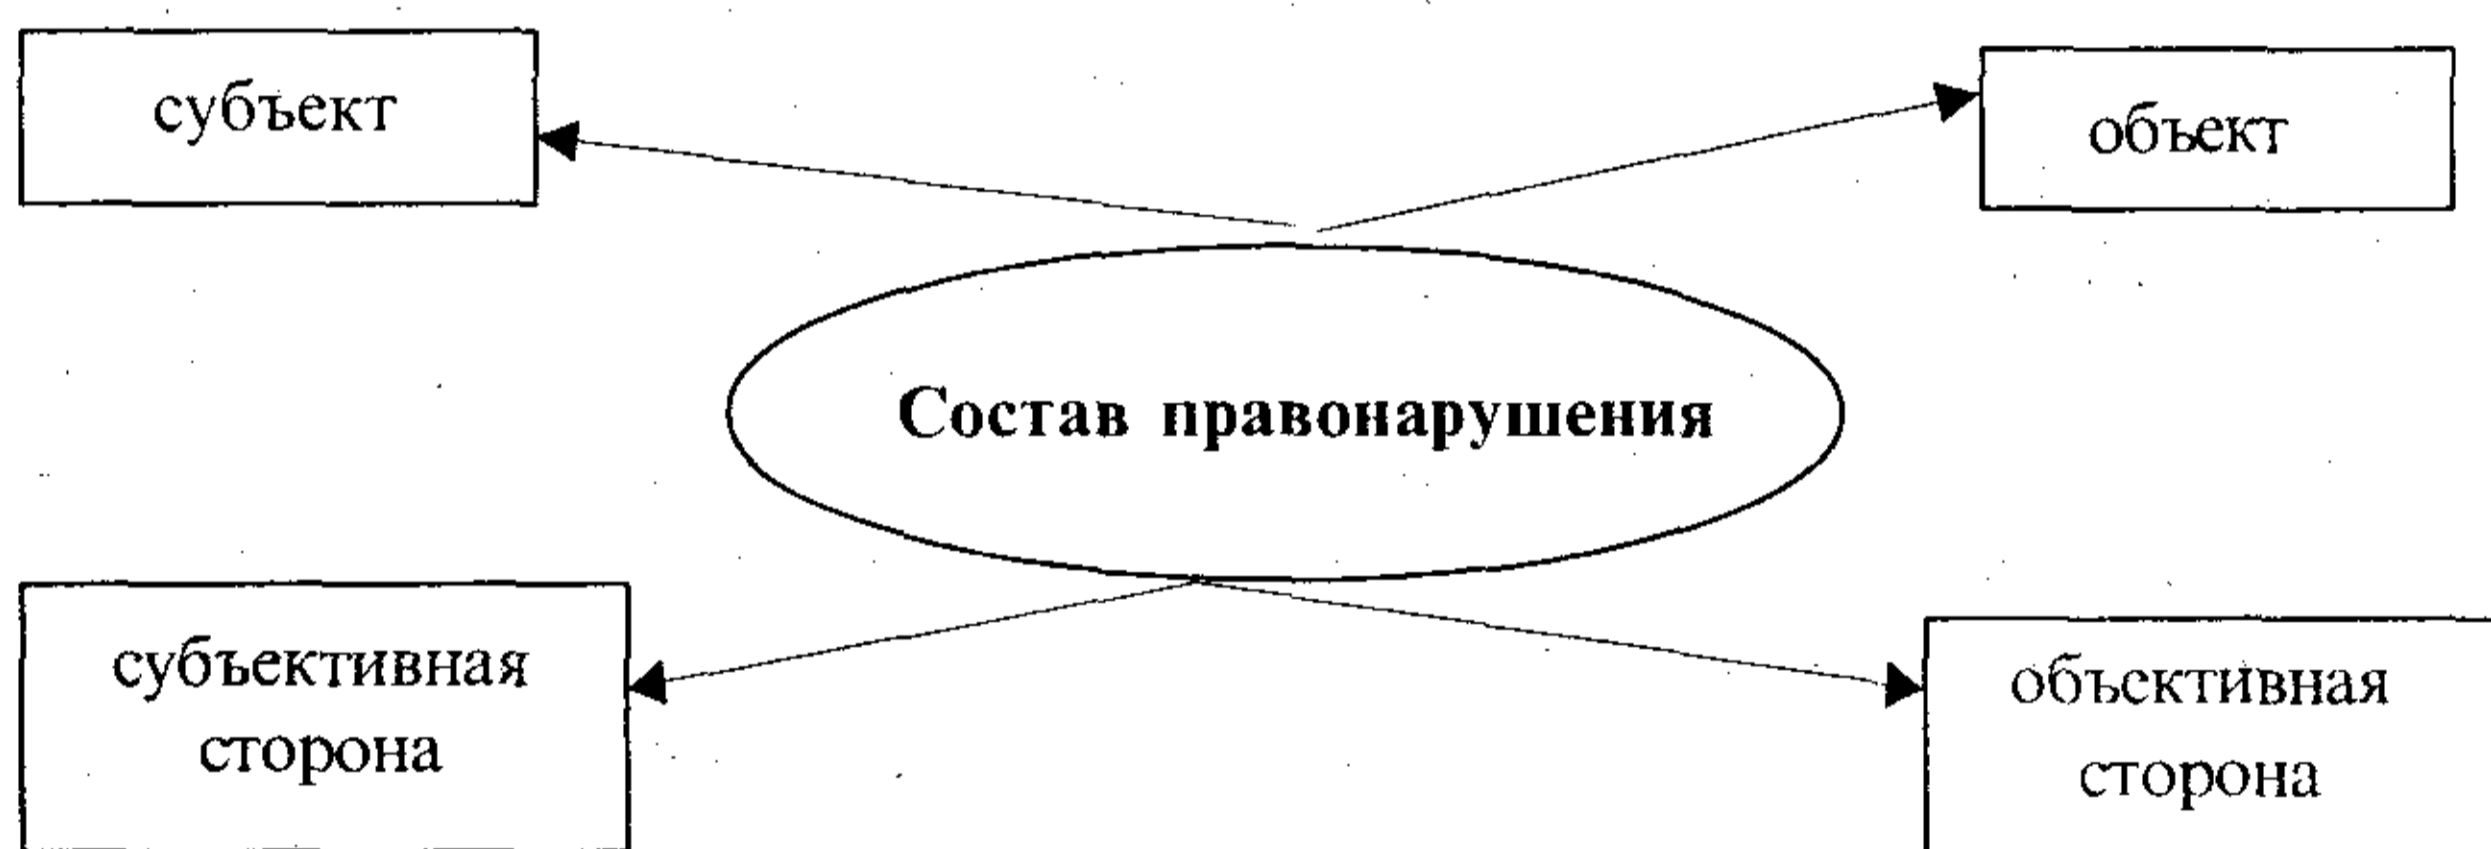 субъект
объект
Состав правонарушения
субъективная
сторона
объективная
сторона